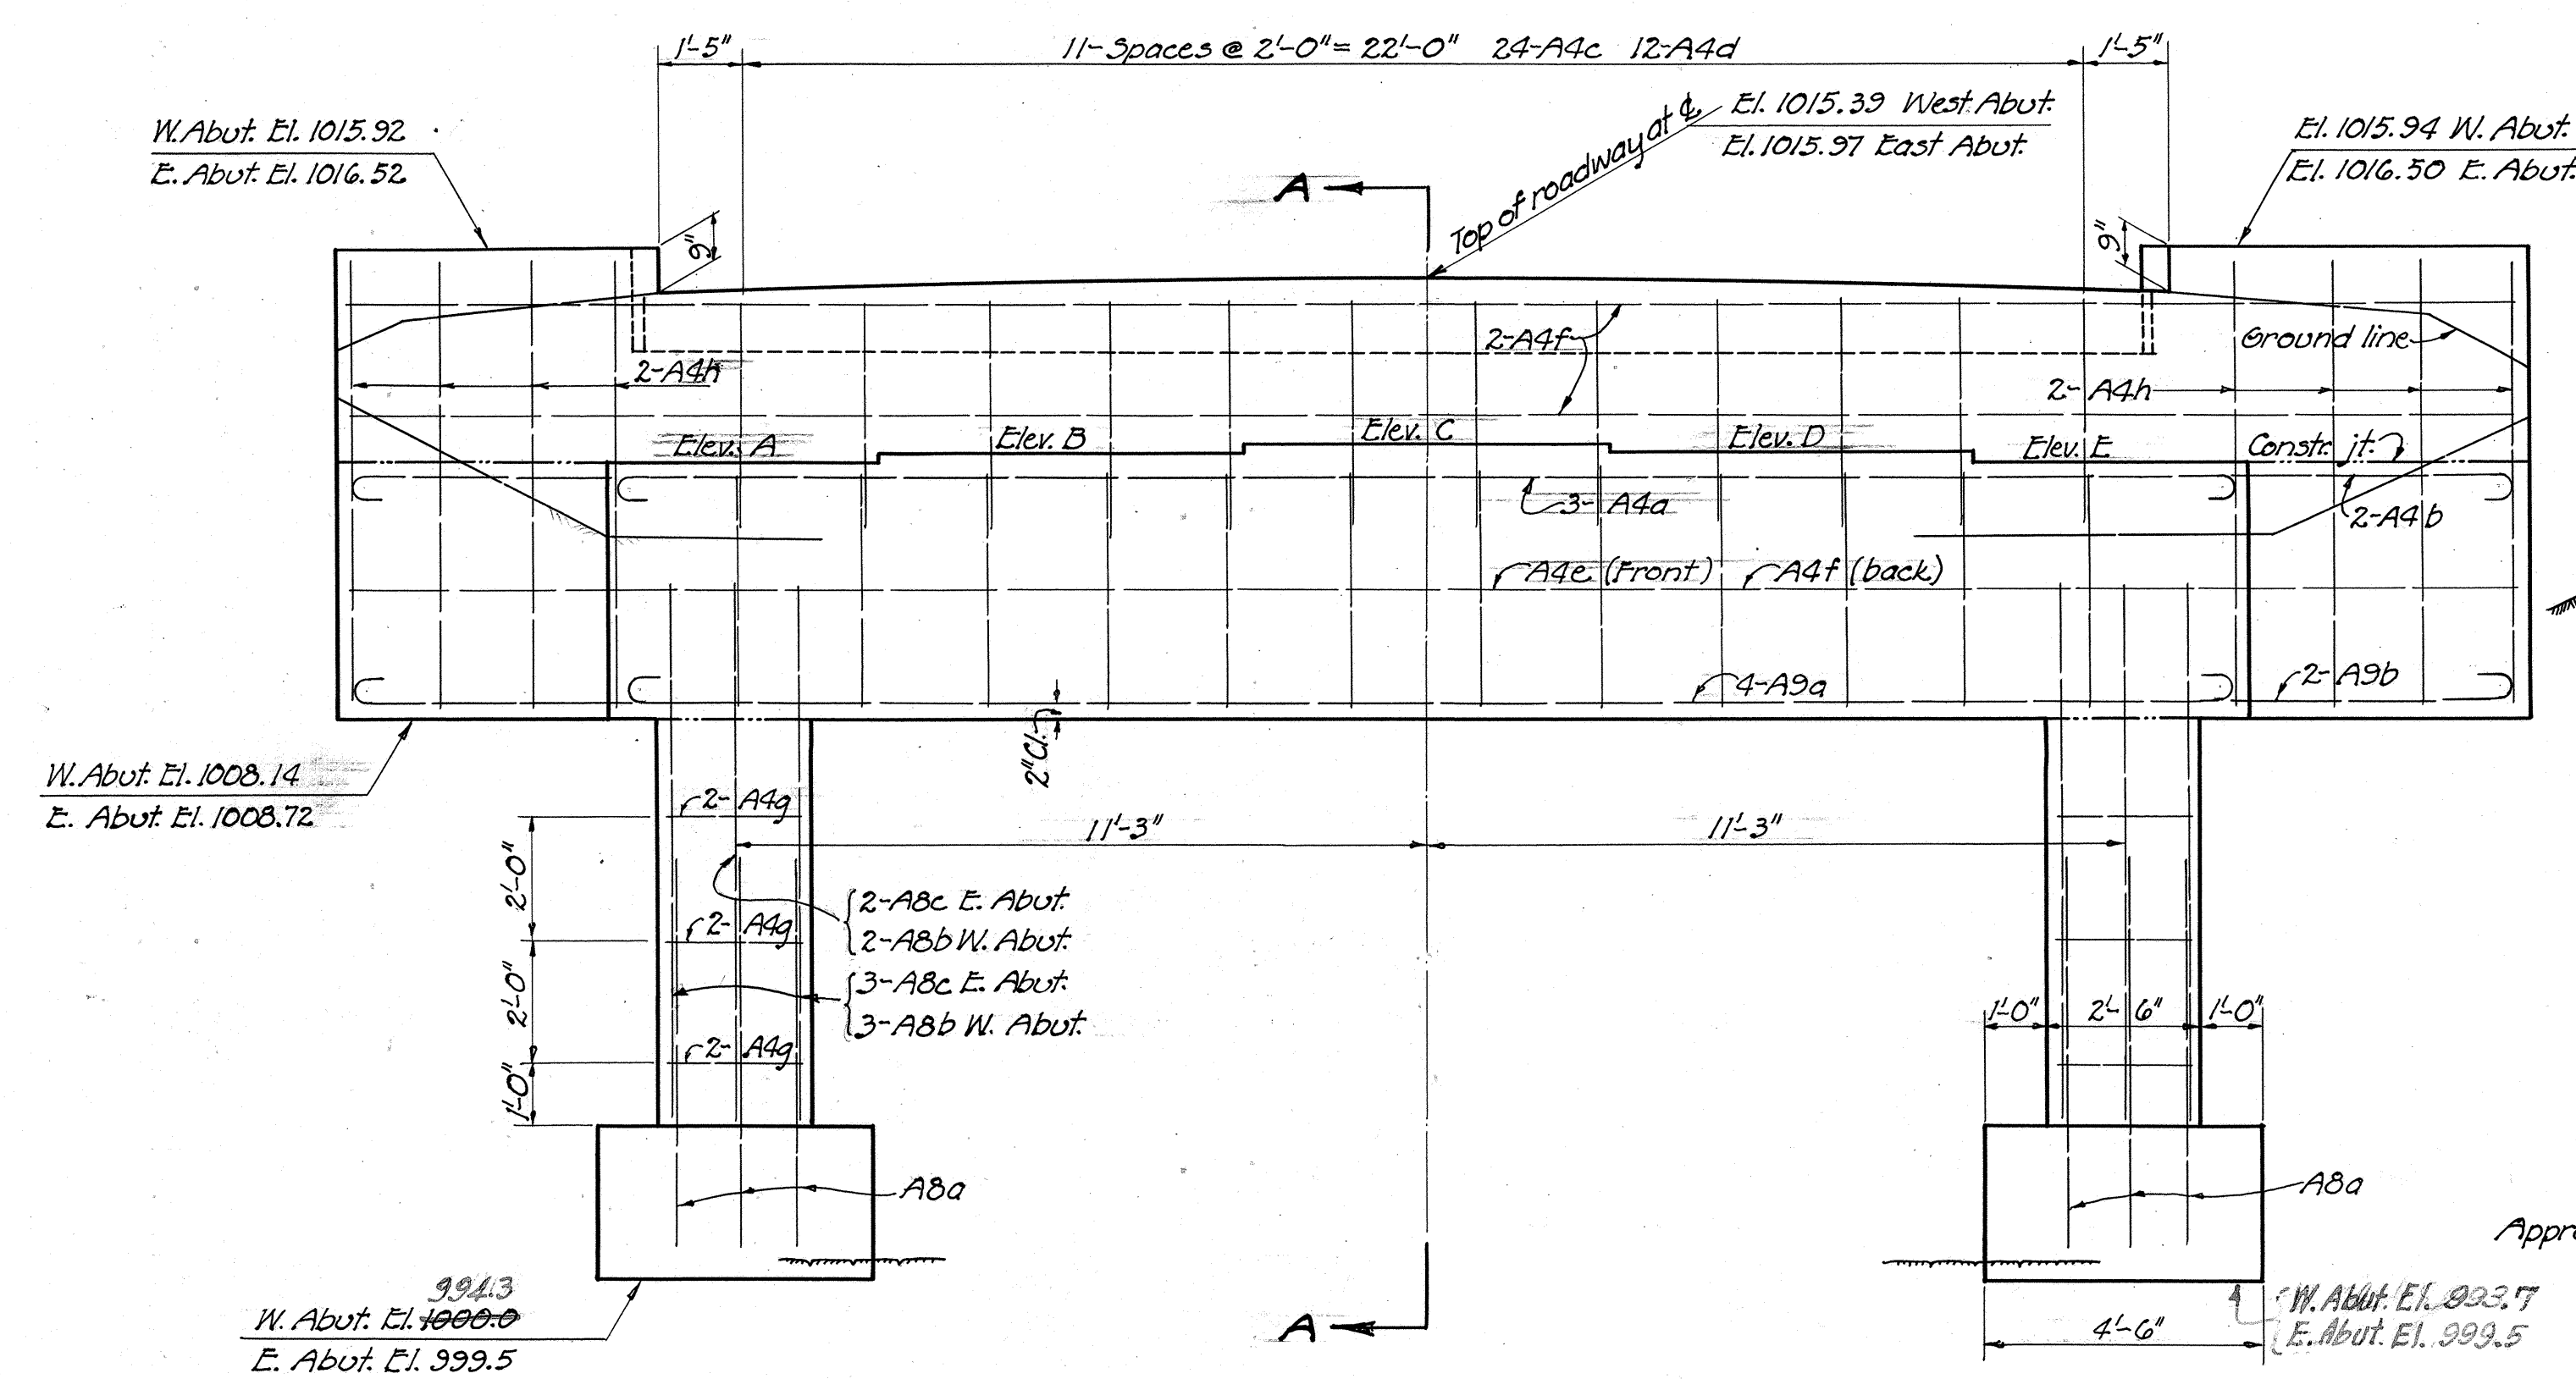 1'-5"
11-Spaces @ 2'-0" = 22'-0" 24-A4c 12-A4d
1'-5"
W. Abut. El. 1015.92
E. Abut. El. 1016.52
Top of roadway at ℄
El. 1015.39 West Abut.
El. 1015.97 East Abut.
El. 1015.94 W. Abut.
El. 1016.50 E. Abut.
A
9"
9"
2-A4f
Ground line
2-A4h
2-A4h
Elev. A
Elev. B
Elev. C
Elev. D
Elev. E
Constr. jt.
3-A4a
2-A4b
A4e (Front)
A4f (back)
4-A9a
2-A9b
2" Cl.
W. Abut. El. 1008.14
E. Abut. El. 1008.72
2-A4g
11'-3"
11'-3"
2'-0"
2-A8c E. Abut.
2-A8b W. Abut.
2-A4g
2'-0"
3-A8c E. Abut.
3-A8b W. Abut.
2-A4g
1'-0"
1'-0"
2'-6"
1'-0"
A8a
A8a
Appr
994.3
W. Abut. El. 1000.0
E. Abut. El. 999.5
A
4'-6"
W. Abut. El. 993.7
E. Abut. El. 999.5